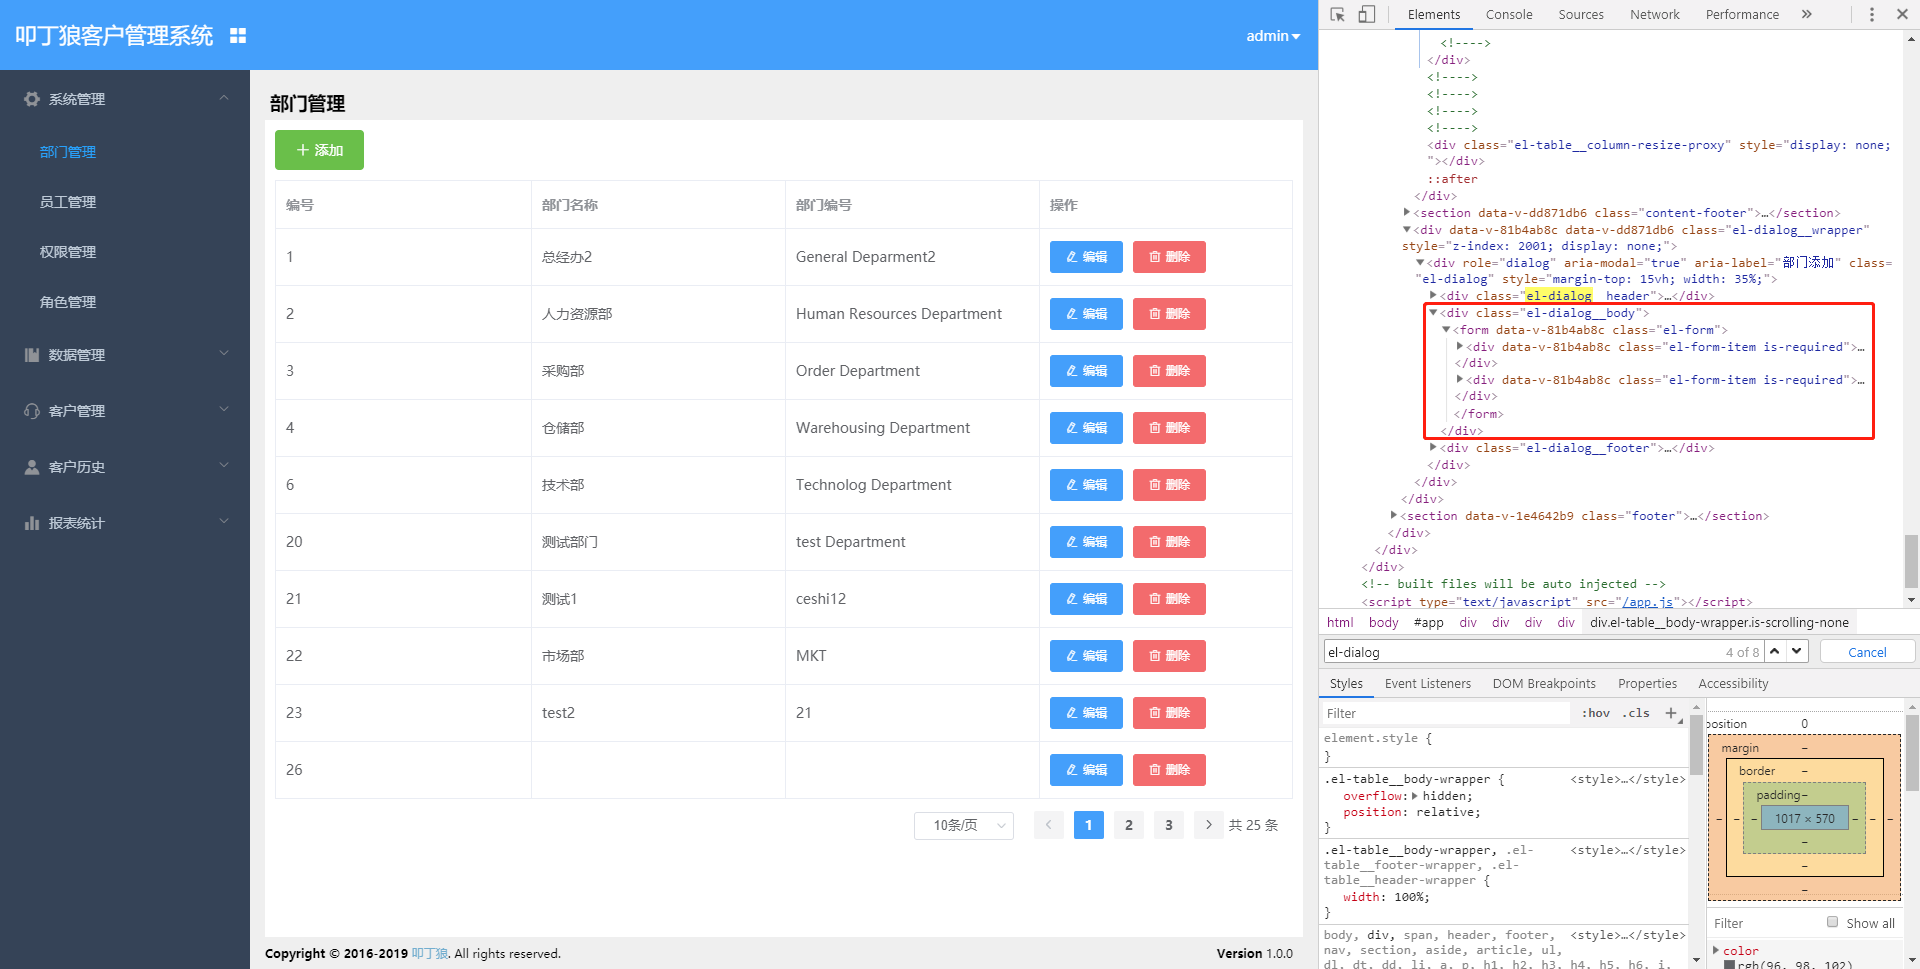 叩丁狼客户管理系统
admin
系统管理
部门管理
员工管理
权限管理
角色管理
数据管理
客户管理
客户历史
报表统计
部门管理
添加
编号 部门名称 部门编号 操作
1 总经办2 General Deparment2 编辑 删除
2 人力资源部 Human Resources Department 编辑 删除
3 采购部 Order Department 编辑 删除
4 仓储部 Warehousing Department 编辑 删除
6 技术部 Technolog Department 编辑 删除
20 测试部门 test Department 编辑 删除
21 测试1 ceshi12 编辑 删除
22 市场部 MKT 编辑 删除
23 test2 21 编辑 删除
26 编辑 删除
10条/页 1 2 3 共 25 条
Copyright © 2016-2019 叩丁狼. All rights reserved.
Version 1.0.0
Elements Console Sources Network Performance »
<!---->
</div>
<!---->
<!---->
<!---->
<!---->
<div class="el-table__column-resize-proxy" style="display: none;
"></div>
::after
</div>
<section data-v-dd871db6 class="content-footer">…</section>
<div data-v-81b4ab8c data-v-dd871db6 class="el-dialog__wrapper"
style="z-index: 2001; display: none;">
<div role="dialog" aria-modal="true" aria-label="部门添加" class=
"el-dialog" style="margin-top: 15vh; width: 35%;">
<div class="el-dialog__header">…</div>
<div class="el-dialog__body">
<form data-v-81b4ab8c class="el-form">
<div data-v-81b4ab8c class="el-form-item is-required">…
</div>
<div data-v-81b4ab8c class="el-form-item is-required">…
</div>
</form>
</div>
<div class="el-dialog__footer">…</div>
</div>
</div>
</div>
<section data-v-1e4642b9 class="footer">…</section>
</div>
</div>
</div>
<!-- built files will be auto injected -->
<script type="text/javascript" src="/app.js"></script>
html body #app div div div div div.el-table__body-wrapper.is-scrolling-none
el-dialog 4 of 8 Cancel
Styles Event Listeners DOM Breakpoints Properties Accessibility
Filter :hov .cls +
element.style {
}
.el-table__body-wrapper { <style>…</style>
overflow: hidden;
position: relative;
}
.el-table__body-wrapper, .el- <style>…</style>
table__footer-wrapper, .el-
table__header-wrapper {
width: 100%;
}
body, div, span, header, footer, <style>…</style>
nav, section, aside, article, ul,
dl, dt, dd, li, a, p, h1, h2, h3, h4, h5, h6, i,
position 0
margin –
border –
padding –
– – – 1017 × 570 – – –
–
–
–
Filter Show all
color
rgb(96, 98, 102)